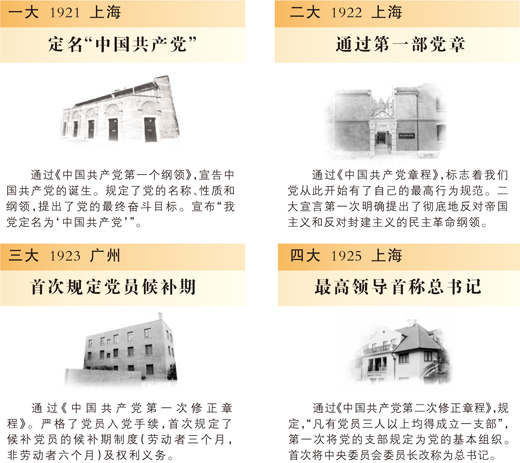 一大 1921 上海
定名“中国共产党”
通过《中国共产党第一个纲领》,宣告中
国共产党的诞生。规定了党的名称、性质和
纲领,提出了党的最终奋斗目标。宣布“我
党定名为‘中国共产党’”。
二大 1922 上海
通过第一部党章
通过《中国共产党章程》,标志着我们
党从此开始有了自己的最高行为规范。二
大宣言第一次明确提出了彻底地反对帝国
主义和反对封建主义的民主革命纲领。
三大 1923 广州
首次规定党员候补期
通过《中国共产党第一次修正章
程》。严格了党员入党手续,首次规定了
候补党员的候补期制度(劳动者三个月,
非劳动者六个月)及权利义务。
四大 1925 上海
最高领导首称总书记
通过《中国共产党第二次修正章程》,规
定,“凡有党员三人以上均得成立一支部”,
第一次将党的支部规定为党的基本组织。
首次将中央委员会委员长改称为总书记。